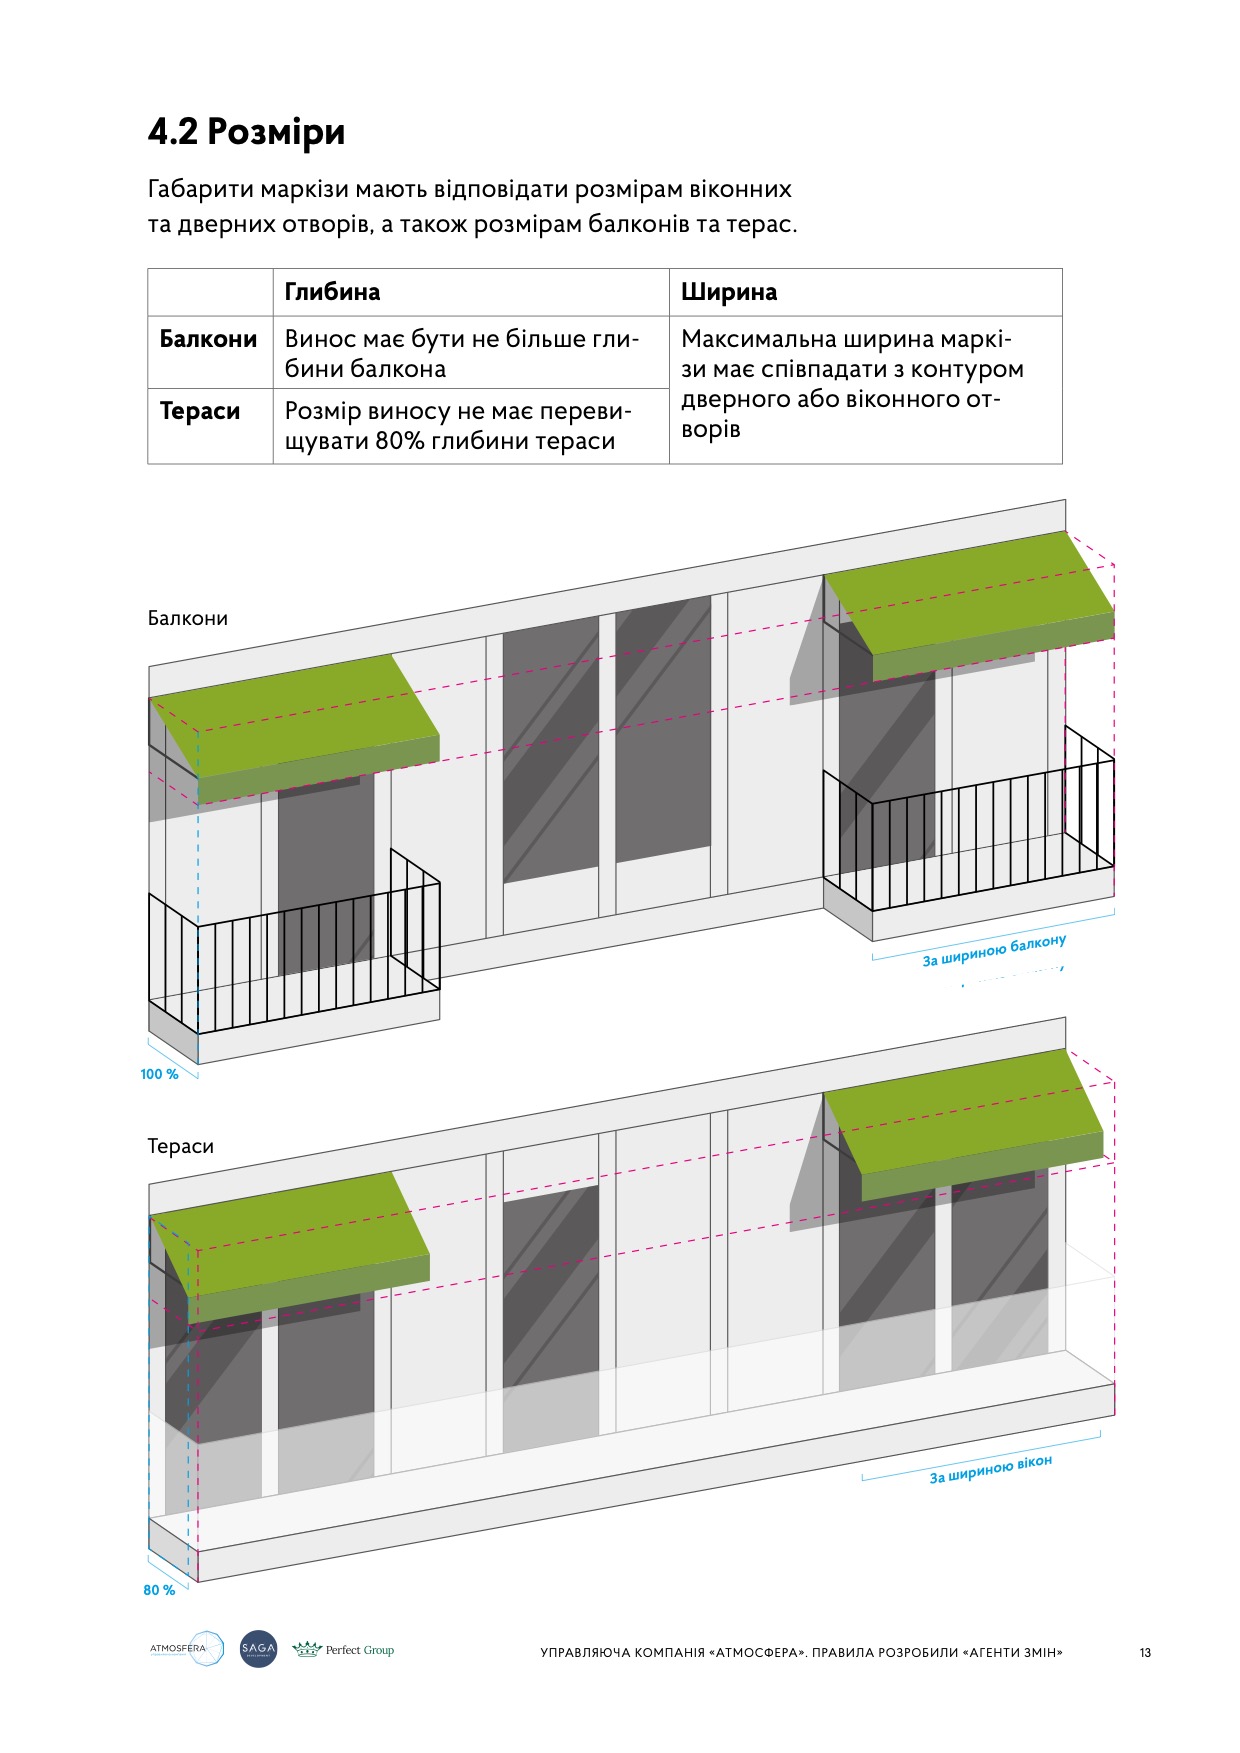 4.2 Розміри
Габарити маркізи мають відповідати розмірам віконних
та дверних отворів, а також розмірам балконів та терас.
Глибина
Ширина
Балкони
Винос має бути не більше гли-
бини балкона
Максимальна ширина маркі-
зи має співпадати з контуром
дверного або віконного от-
ворів
Тераси
Розмір виносу не має переви-
щувати 80% глибини тераси
Балкони
За шириною балкону
100 %
Тераси
За шириною вікон
80 %
ATMOSFERA
SAGA
DEVELOPMENT
Perfect Group
УПРАВЛЯЮЧА КОМПАНІЯ «АТМОСФЕРА». ПРАВИЛА РОЗРОБИЛИ «АГЕНТИ ЗМІН»
13